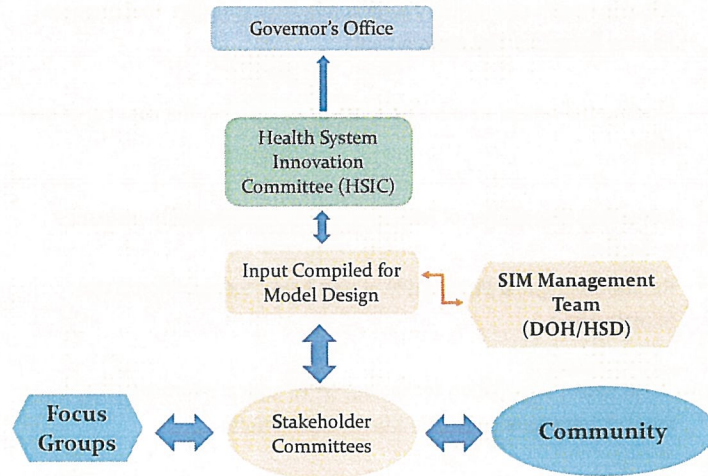 Governor's Office
Health System
Innovation
Committee (HSIC)
Input Compiled for
Model Design
SIM Management
Team
(DOH/HSD)
Focus
Groups
Stakeholder
Committees
Community